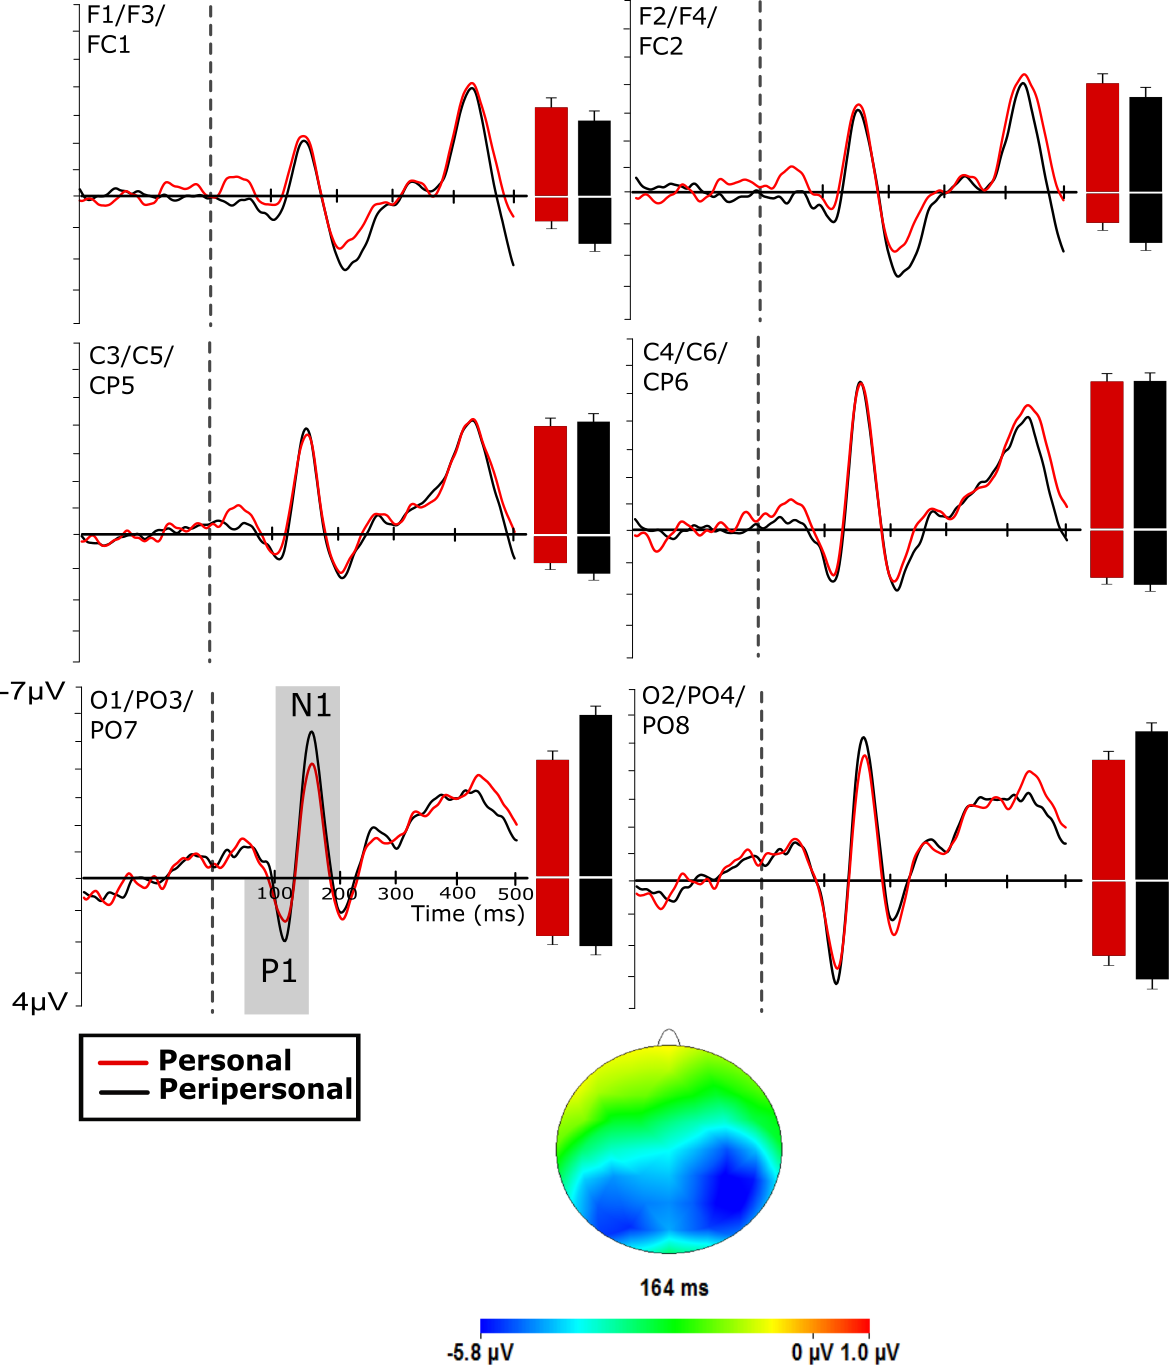 F1/F3/
FC1
F2/F4/
FC2
C3/C5/
CP5
C4/C6/
CP6
-7µV
O1/PO3/
PO7
N1
O2/PO4/
PO8
100 200 300 400 500
Time (ms)
P1
4µV
Personal
Peripersonal
164 ms
-5.8 µV 0 µV 1.0 µV